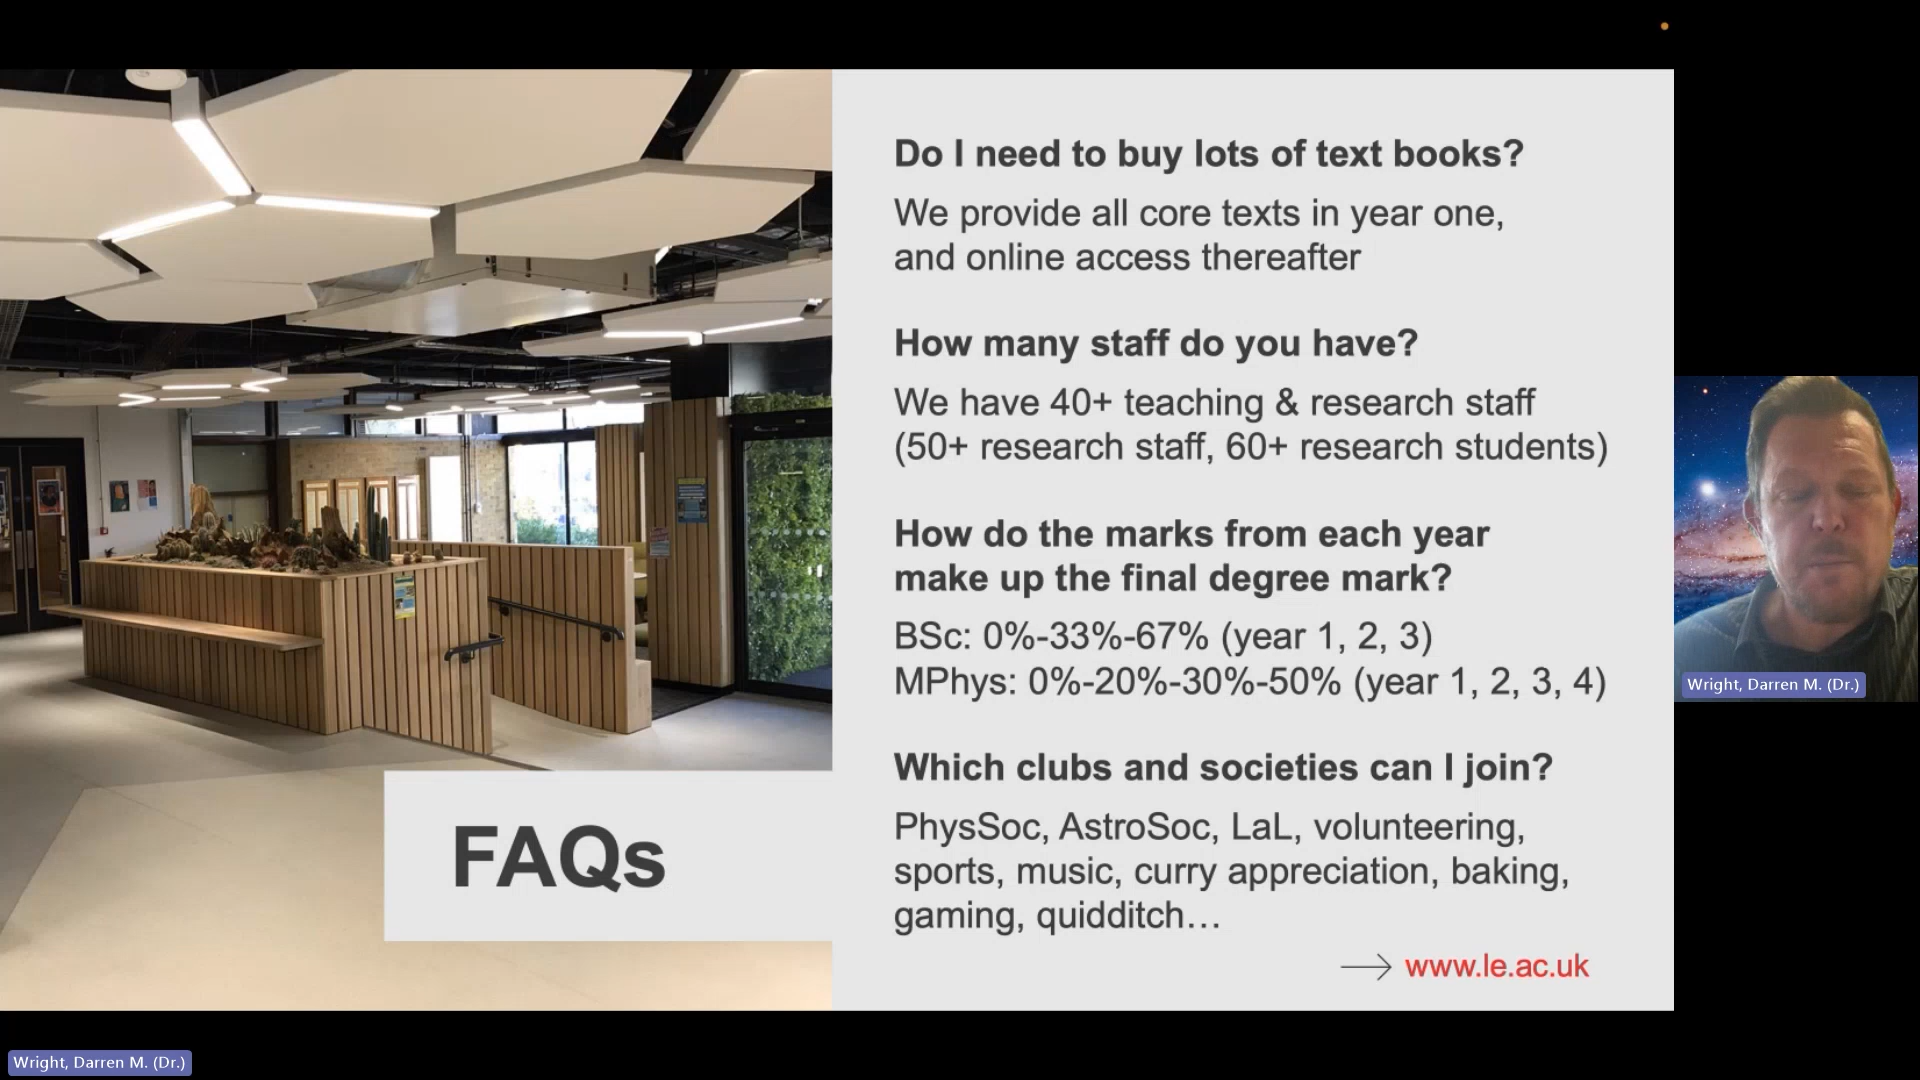 Do I need to buy lots of text books?
We provide all core texts in year one,
and online access thereafter
How many staff do you have?
We have 40+ teaching & research staff
(50+ research staff, 60+ research students)
How do the marks from each year
make up the final degree mark?
BSc: 0%-33%-67% (year 1, 2, 3)
MPhys: 0%-20%-30%-50% (year 1, 2, 3, 4)
Which clubs and societies can I join?
PhysSoc, AstroSoc, LaL, volunteering,
sports, music, curry appreciation, baking,
gaming, quidditch…
www.le.ac.uk
FAQs
Wright, Darren M. (Dr.)
Wright, Darren M. (Dr.)